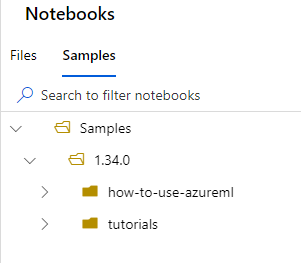 Notebooks
Files Samples
Search to filter notebooks
Samples
1.34.0
how-to-use-azureml
tutorials